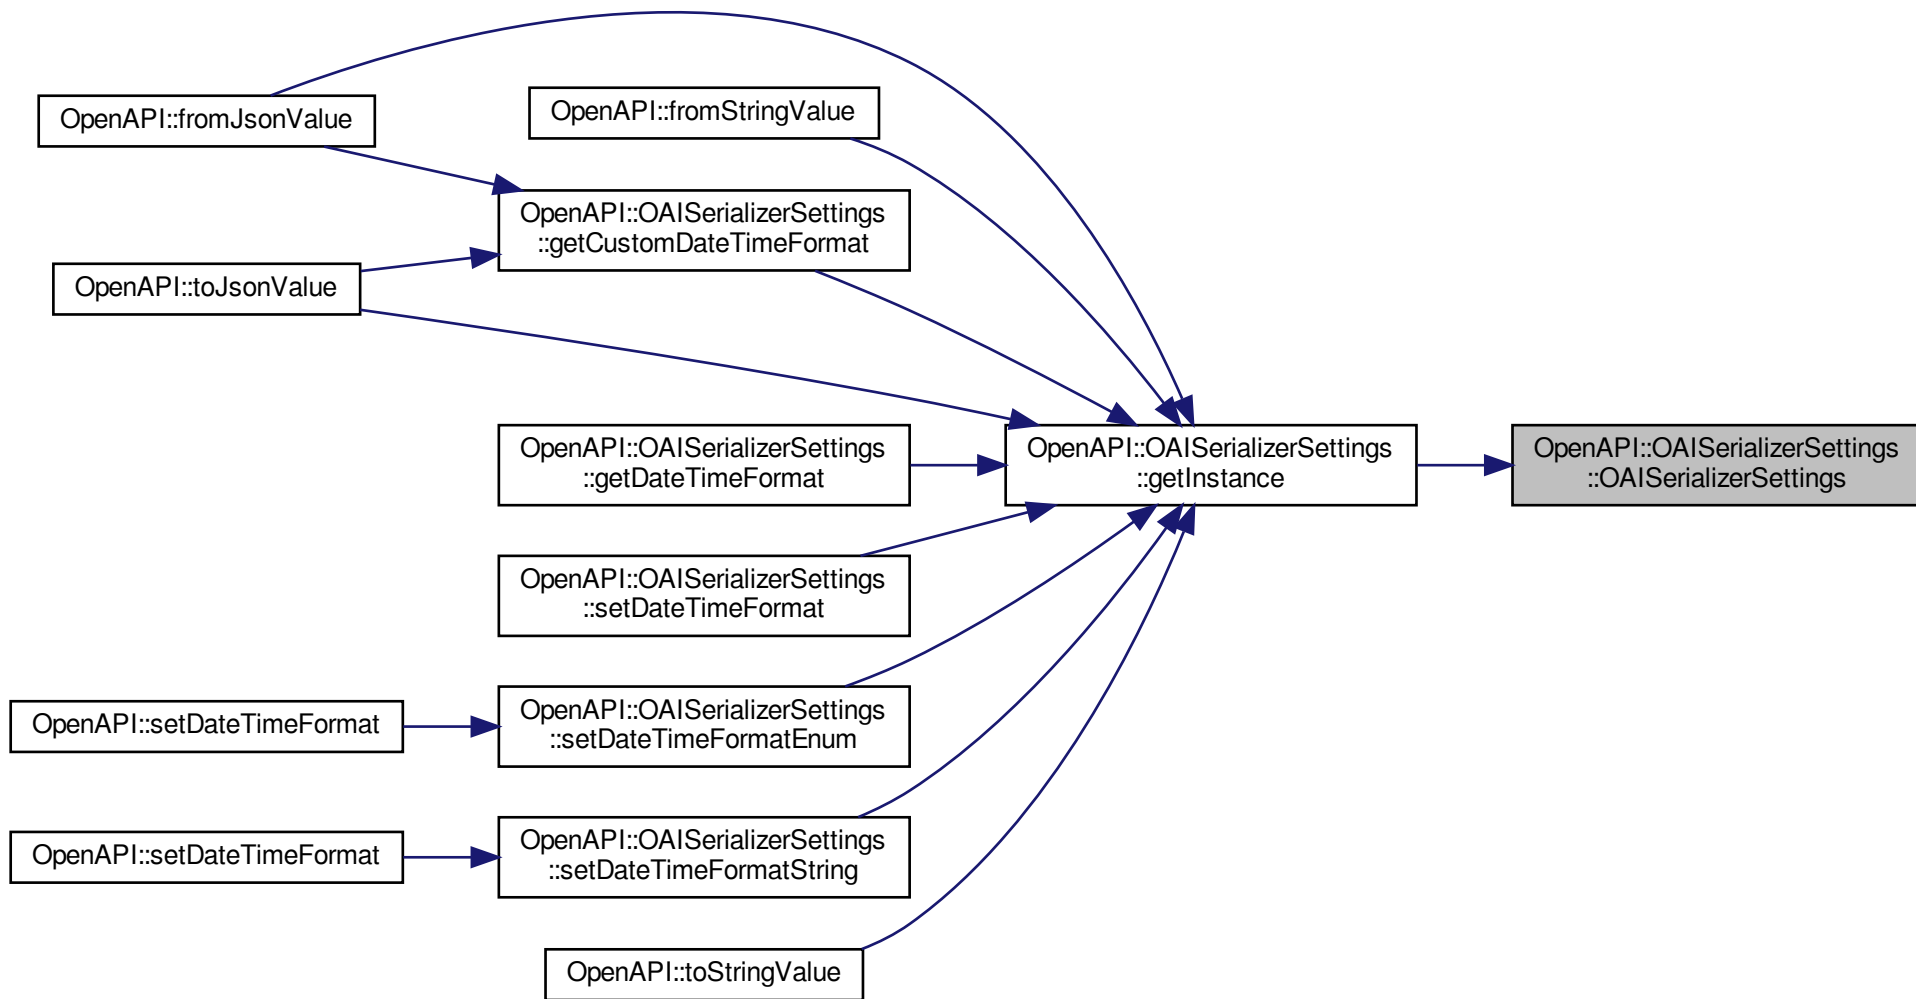 OpenAPI::fromJsonValue
OpenAPI::fromStringValue
OpenAPI::OAISerializerSettings
::getCustomDateTimeFormat
OpenAPI::toJsonValue
OpenAPI::OAISerializerSettings
::getDateTimeFormat
OpenAPI::OAISerializerSettings
::getInstance
OpenAPI::OAISerializerSettings
::OAISerializerSettings
OpenAPI::OAISerializerSettings
::setDateTimeFormat
OpenAPI::setDateTimeFormat
OpenAPI::OAISerializerSettings
::setDateTimeFormatEnum
OpenAPI::setDateTimeFormat
OpenAPI::OAISerializerSettings
::setDateTimeFormatString
OpenAPI::toStringValue